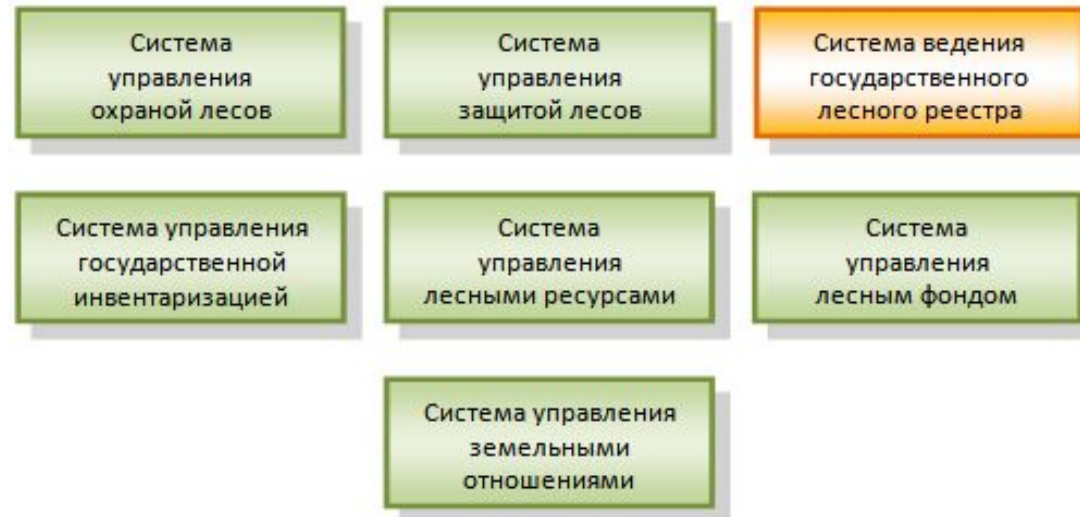 Система
управления
охраной лесов
Система
управления
защитой лесов
Система ведения
государственного
лесного реестра
Система управления
государственной
инвентаризацией
Система
управления
лесными ресурсами
Система
управления
лесным фондом
Система управления
земельными
отношениями